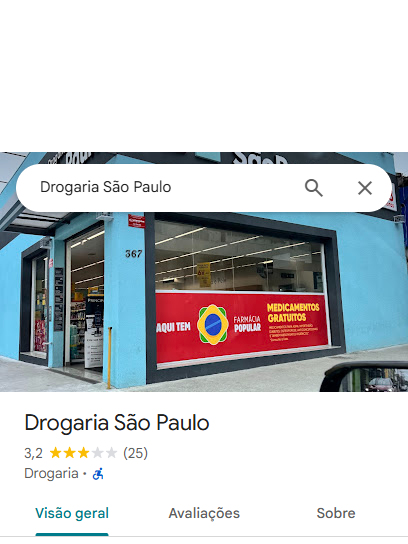 Drogaria São Paulo
367
AQUI TEM
FARMÁCIA
POPULAR
MEDICAMENTOS
GRATUITOS
Drogaria São Paulo
3,2 (25)
Drogaria ·
Visão geral Avaliações Sobre